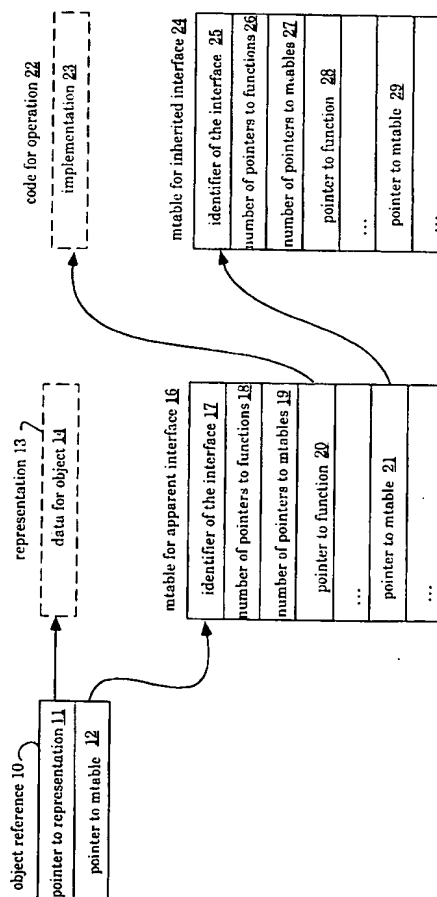 object reference 10
pointer to representation 11
pointer to mtable 12
representation 13
data for object 14
mtable for apparent interface 16
identifier of the interface 17
number of pointers to functions 18
number of pointers to mtables 19
pointer to function 20
...
pointer to mtable 21
...
code for operation 22
implementation 23
mtable for inherited interface 24
identifier of the interface 25
number of pointers to functions 26
number of pointers to mtables 27
pointer to function 28
...
pointer to mtable 29
...